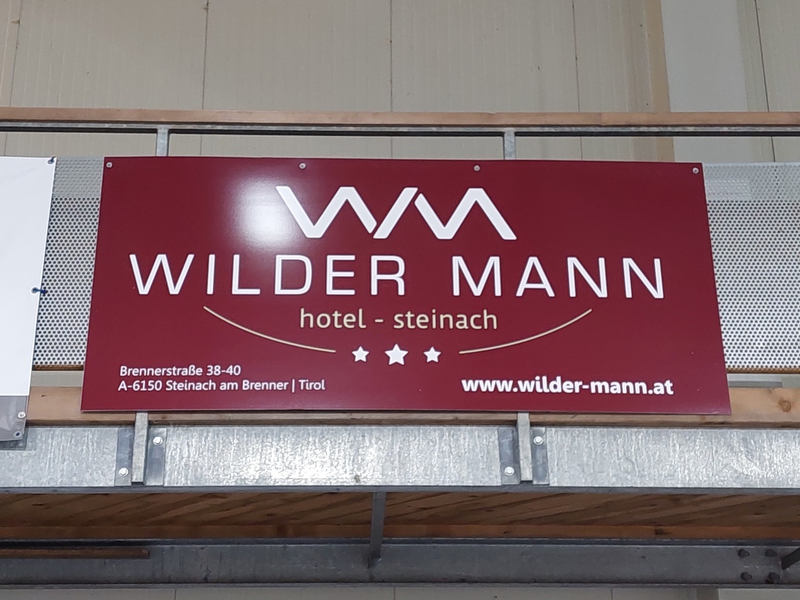 WM
WILDER MANN
hotel - steinach
Brennerstraße 38-40
A-6150 Steinach am Brenner | Tirol
www.wilder-mann.at